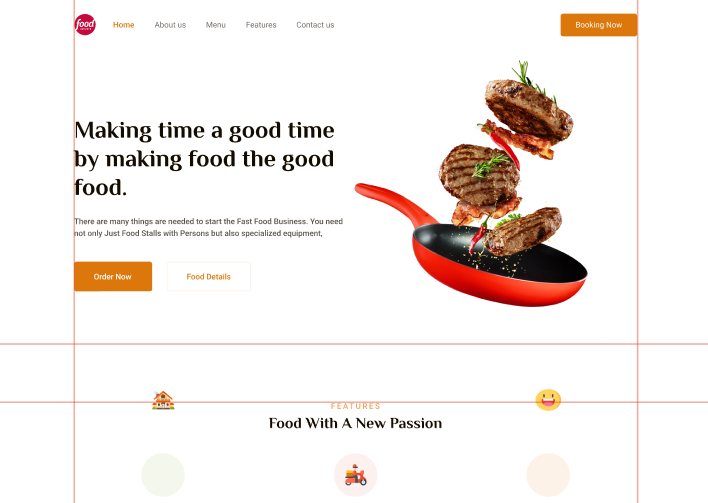 food
Home About us Menu Features Contact us Booking Now
Making time a good time
by making food the good
food.
There are many things are needed to start the Fast Food Business. You need
not only Just Food Stalls with Persons but also specialized equipment,
Order Now Food Details
FEATURES
Food With A New Passion